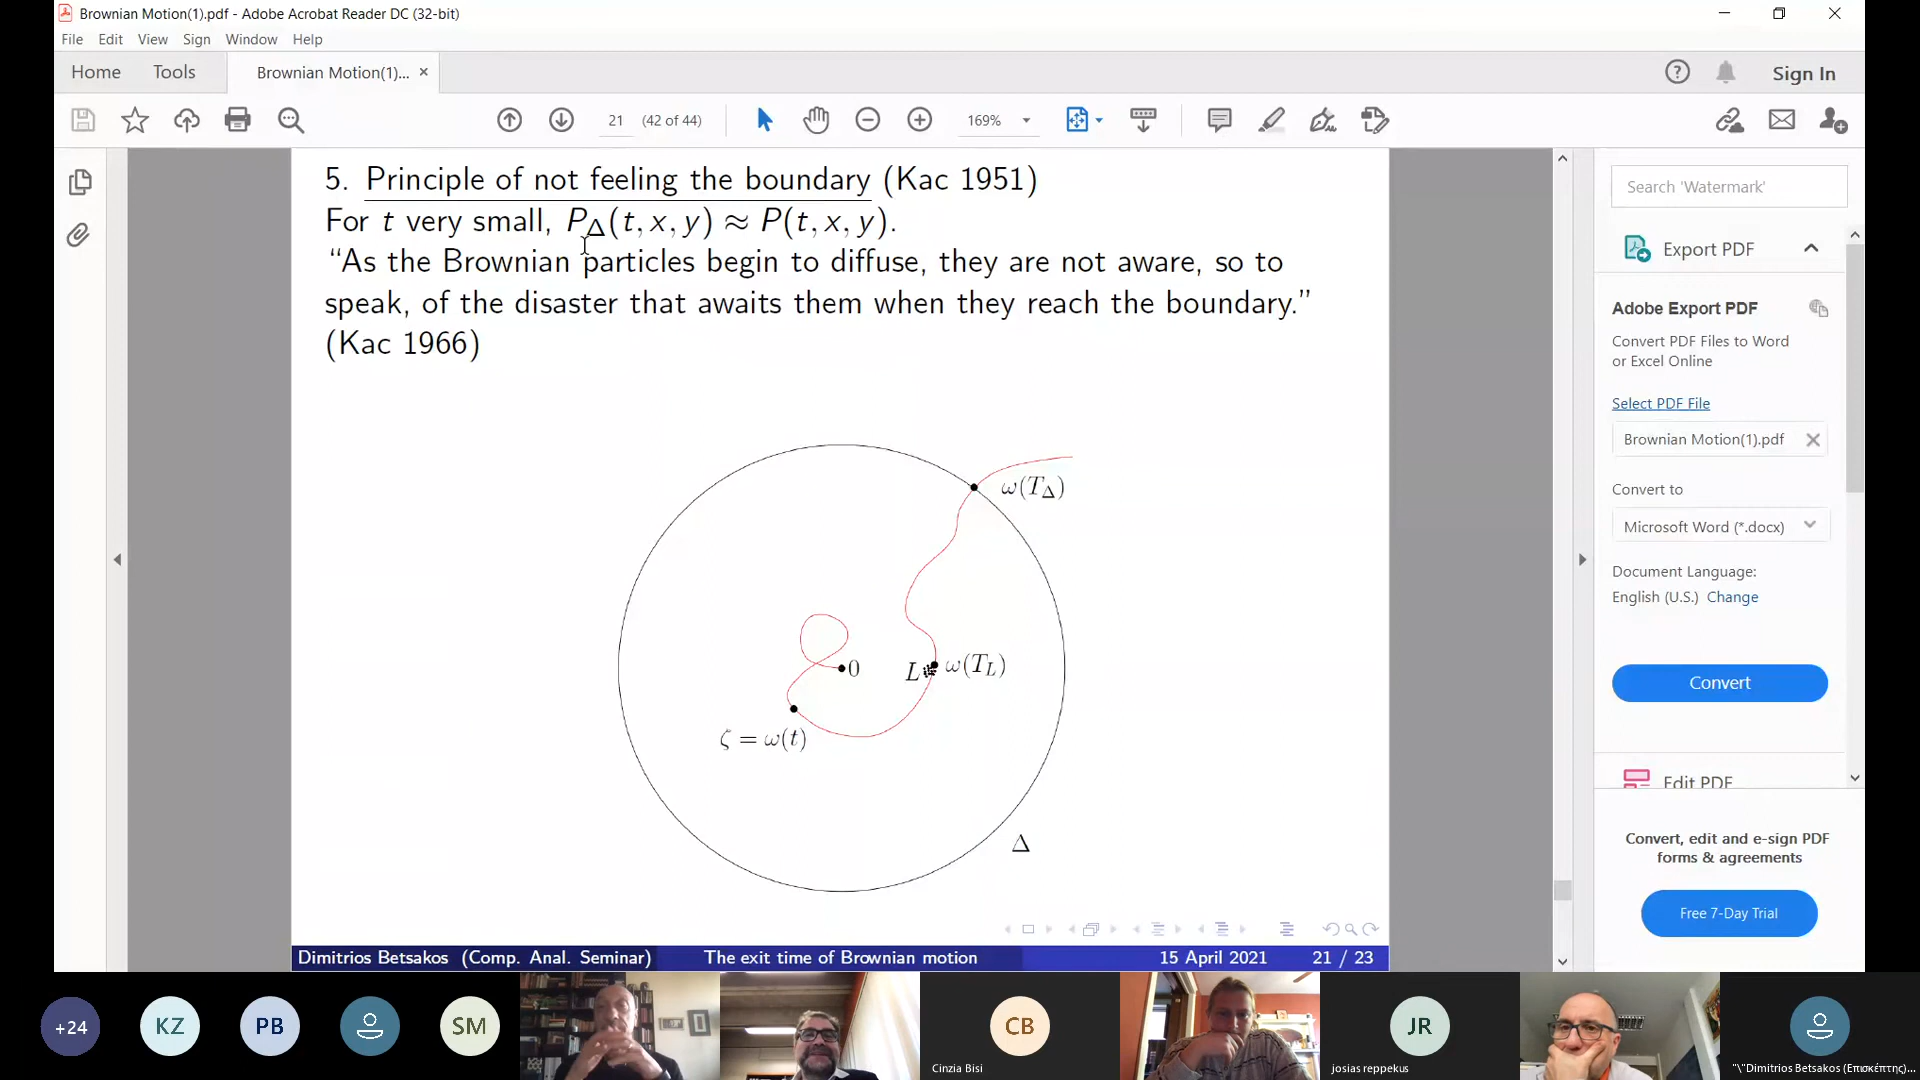 Brownian Motion(1).pdf - Adobe Acrobat Reader DC (32-bit)
File Edit View Sign Window Help
Home Tools Brownian Motion(1)... × Sign In
21 (42 of 44) 169%
5. Principle of not feeling the boundary (Kac 1951)
For t very small, P_Δ(t, x, y) ≈ P(t, x, y).
“As the Brownian particles begin to diffuse, they are not aware, so to
speak, of the disaster that awaits them when they reach the boundary.”
(Kac 1966)
ω(T_Δ)
0
L
ω(T_L)
ζ = ω(t)
Δ
Dimitrios Betsakos (Comp. Anal. Seminar) The exit time of Brownian motion 15 April 2021 21 / 23
Search 'Watermark'
Export PDF
Adobe Export PDF
Convert PDF Files to Word
or Excel Online
Select PDF File
Brownian Motion(1).pdf
Convert to
Microsoft Word (*.docx)
Document Language:
English (U.S.) Change
Convert
Edit PDF
Convert, edit and e-sign PDF
forms & agreements
Free 7-Day Trial
+24 KZ PB SM CB JR
Cinzia Bisi
josias reppekus
"\"Dimitrios Betsakos (Επισκέπτης)...